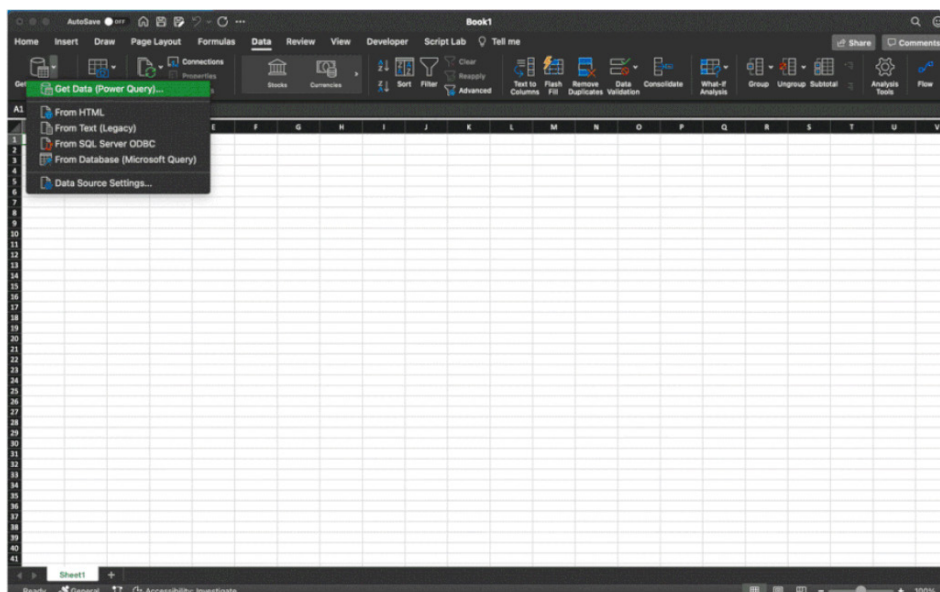 AutoSave OFF
Book1
Home Insert Draw Page Layout Formulas Data Review View Developer Script Lab Tell me
Share Comments
Connections
Properties
Stocks
Currencies
Sort
Filter
Clear
Reapply
Advanced
Text to Columns
Flash Fill
Remove Duplicates
Data Validation
Consolidate
What-if Analysis
Group
Ungroup
Subtotal
Analysis Tools
Flow
Get Data (Power Query)...
From HTML
From Text (Legacy)
From SQL Server ODBC
From Database (Microsoft Query)
Data Source Settings...
A1
E F G H I J K L M N O P Q R S T U V
1
2
3
4
5
6
7
8
9
10
11
12
13
14
15
16
17
18
19
20
21
22
23
24
25
26
27
28
29
30
31
32
33
34
35
36
37
38
39
40
41
Sheet1 +
Ready General Accessibility: Investigate
100%